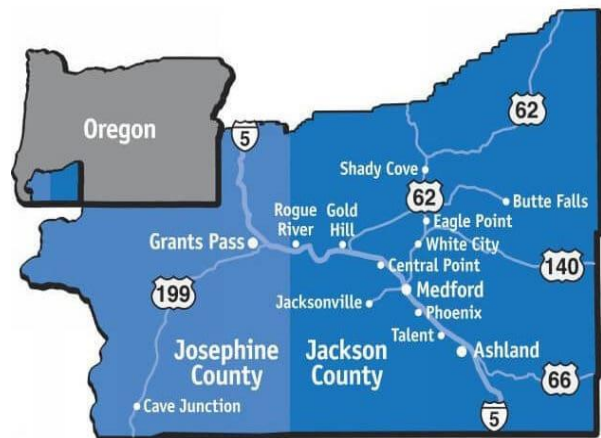 Oregon
5
62
Shady Cove
62
Butte Falls
Rogue
River
Gold
Hill
Eagle Point
Grants Pass
White City
Central Point
140
199
Medford
Jacksonville
Phoenix
Josephine
County
Jackson
County
Talent
Ashland
66
Cave Junction
5